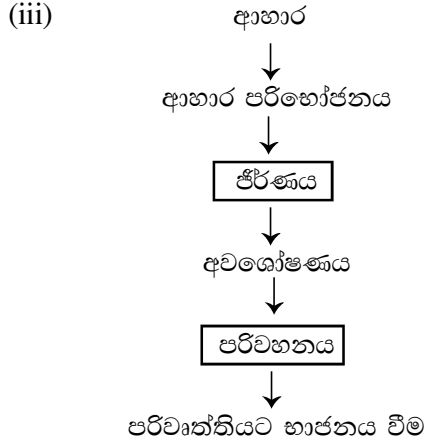 (iii) ආහාර
ආහාර පරිභෝජනය
ජීර්ණය
අවශෝෂණය
පරිවහනය
පරිවෘත්තියට භාජනය වීම